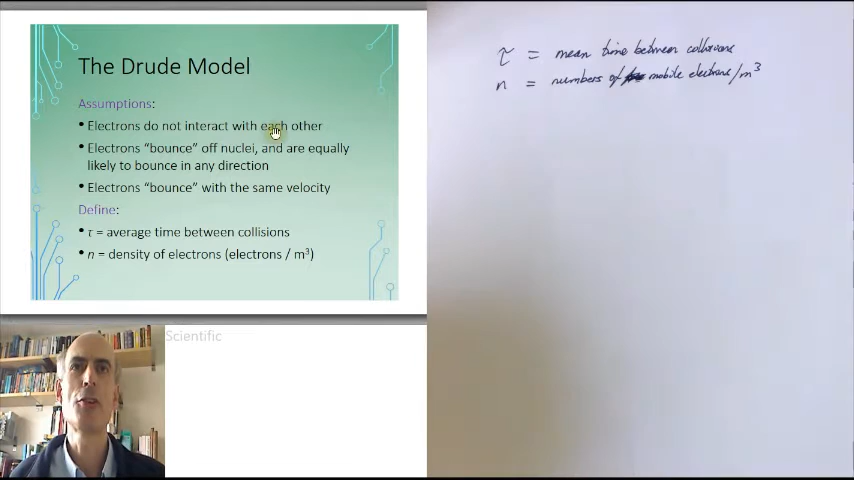 The Drude Model
Assumptions:
• Electrons do not interact with each other
• Electrons “bounce” off nuclei, and are equally
likely to bounce in any direction
• Electrons “bounce” with the same velocity
Define:
• τ = average time between collisions
• n = density of electrons (electrons / m³)
Scientific
τ = mean time between collisions
n = numbers of mobile electrons/m³